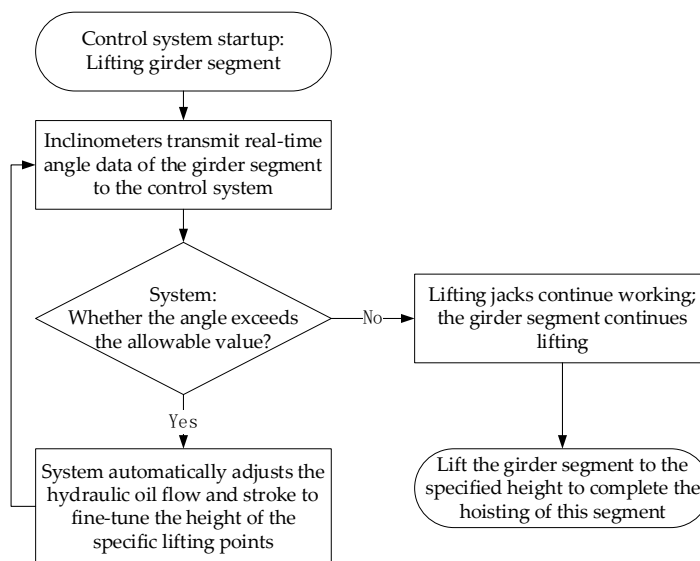 Control system startup:
Lifting girder segment
Inclinometers transmit real-time
angle data of the girder segment
to the control system
System:
Whether the angle exceeds
the allowable value?
No
Lifting jacks continue working;
the girder segment continues
lifting
Yes
System automatically adjusts the
hydraulic oil flow and stroke to
fine-tune the height of the
specific lifting points
Lift the girder segment to the
specified height to complete the
hoisting of this segment